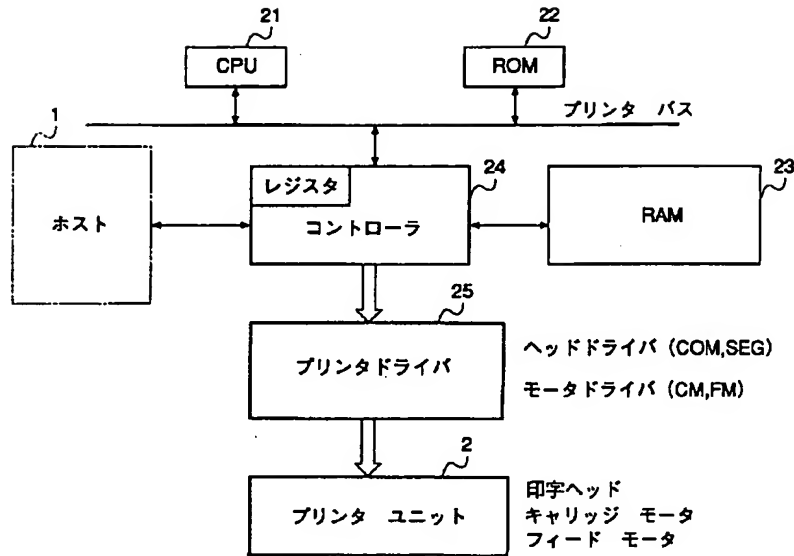 21
22
CPU
ROM
プリンタ バス
1
24
23
レジスタ
ホスト
コントローラ
RAM
25
プリンタドライバ
ヘッドドライバ (COM,SEG)
モータドライバ (CM,FM)
2
プリンタ ユニット
印字ヘッド
キャリッジ モータ
フィード モータ